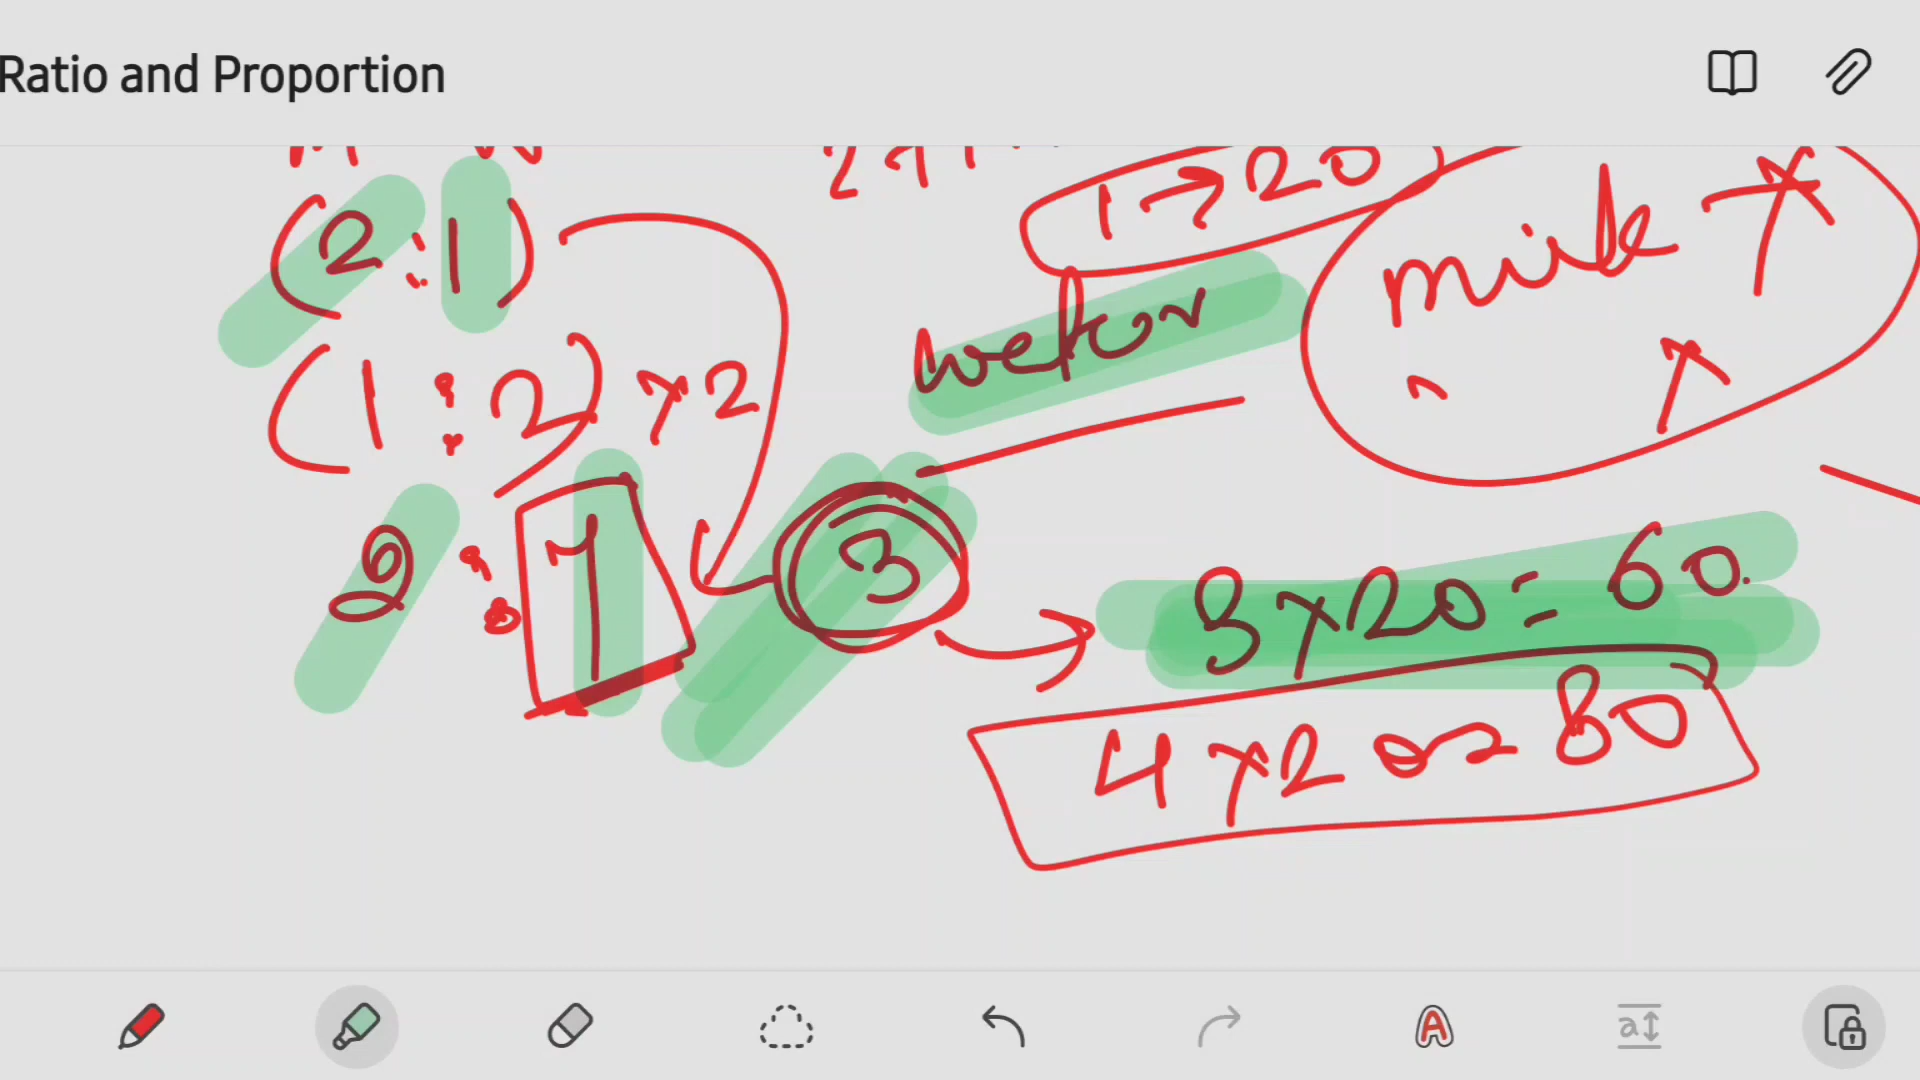 Ratio and Proportion
1→20
(2:1)
milk ×
water
(1:2)×2
2:4
3
3×20=60.
4×20=80
A
a